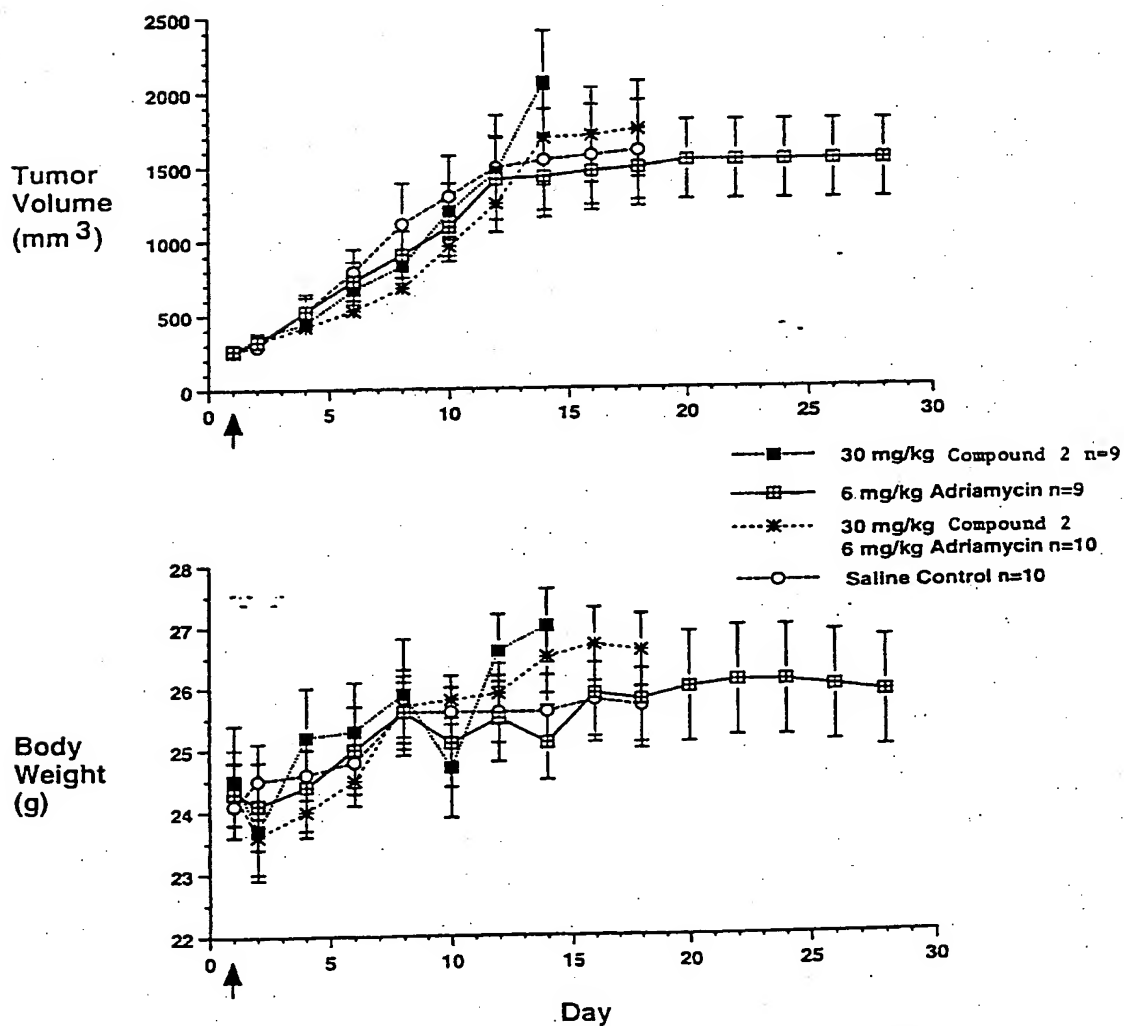 2500
2000
1500
1000
500
0
Tumor
Volume
(mm 3)
0 5 10 15 20 25 30
30 mg/kg Compound 2 n=9
6 mg/kg Adriamycin n=9
30 mg/kg Compound 2
6 mg/kg Adriamycin n=10
Saline Control n=10
28
27
26
25
24
23
22
Body
Weight
(g)
0 5 10 15 20 25 30
Day